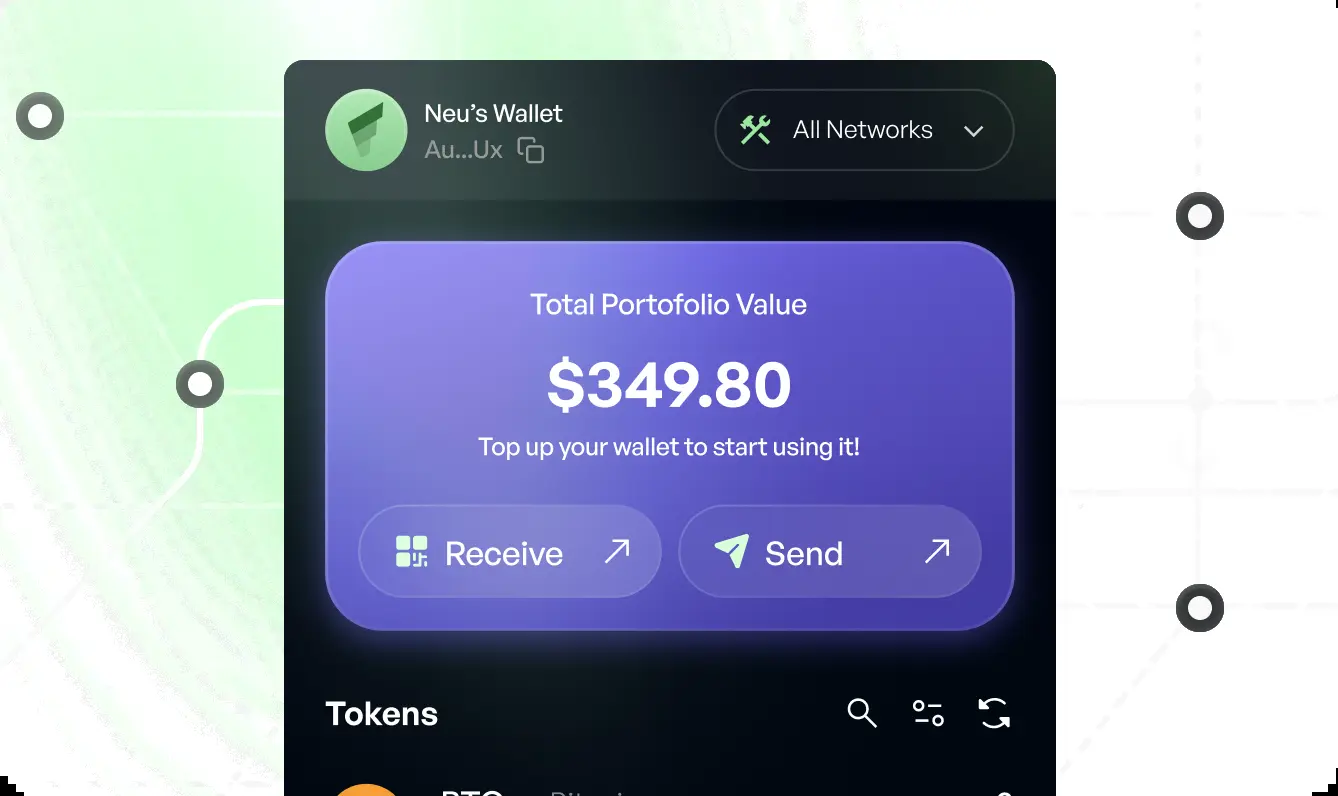 Neu’s Wallet
Au...Ux
All Networks
Total Portofolio Value
$349.80
Top up your wallet to start using it!
Receive
Send
Tokens
BTC